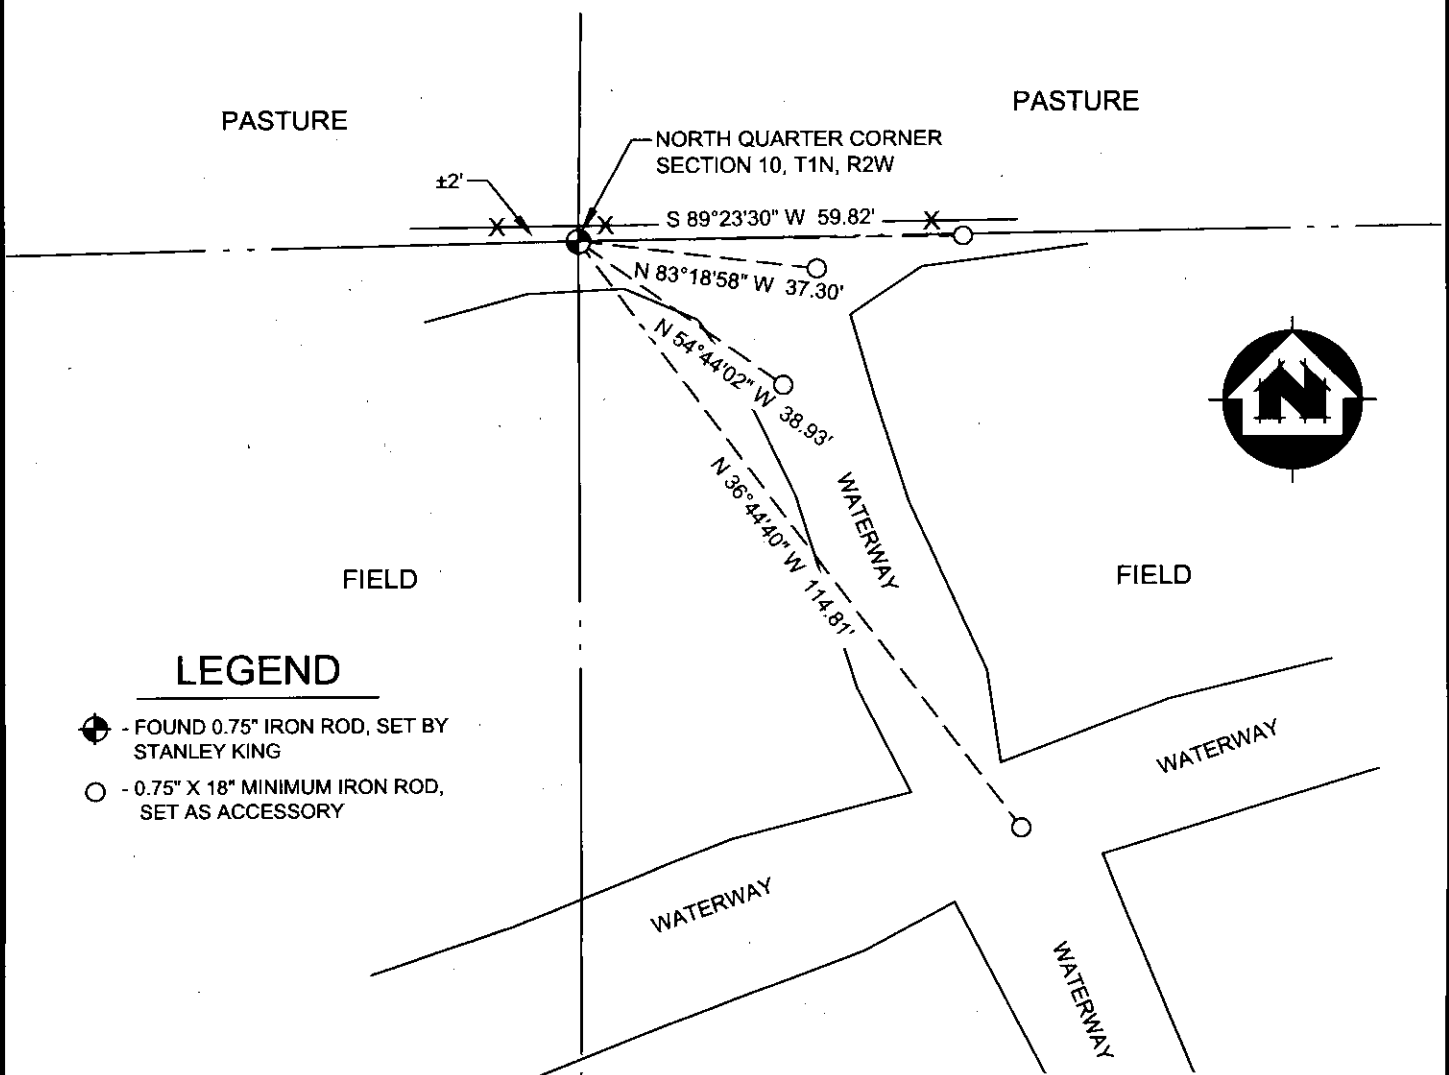 PASTURE
PASTURE
NORTH QUARTER CORNER
SECTION 10, T1N, R2W
±2'
X
X
S 89°23'30" W 59.82'
X
N 83°18'58" W 37.30'
N 54°44'02" W 38.93'
N 36°44'40" W 114.81'
WATERWAY
N
FIELD
FIELD
LEGEND
- FOUND 0.75" IRON ROD, SET BY
STANLEY KING
- 0.75" X 18" MINIMUM IRON ROD,
SET AS ACCESSORY
WATERWAY
WATERWAY
WATERWAY